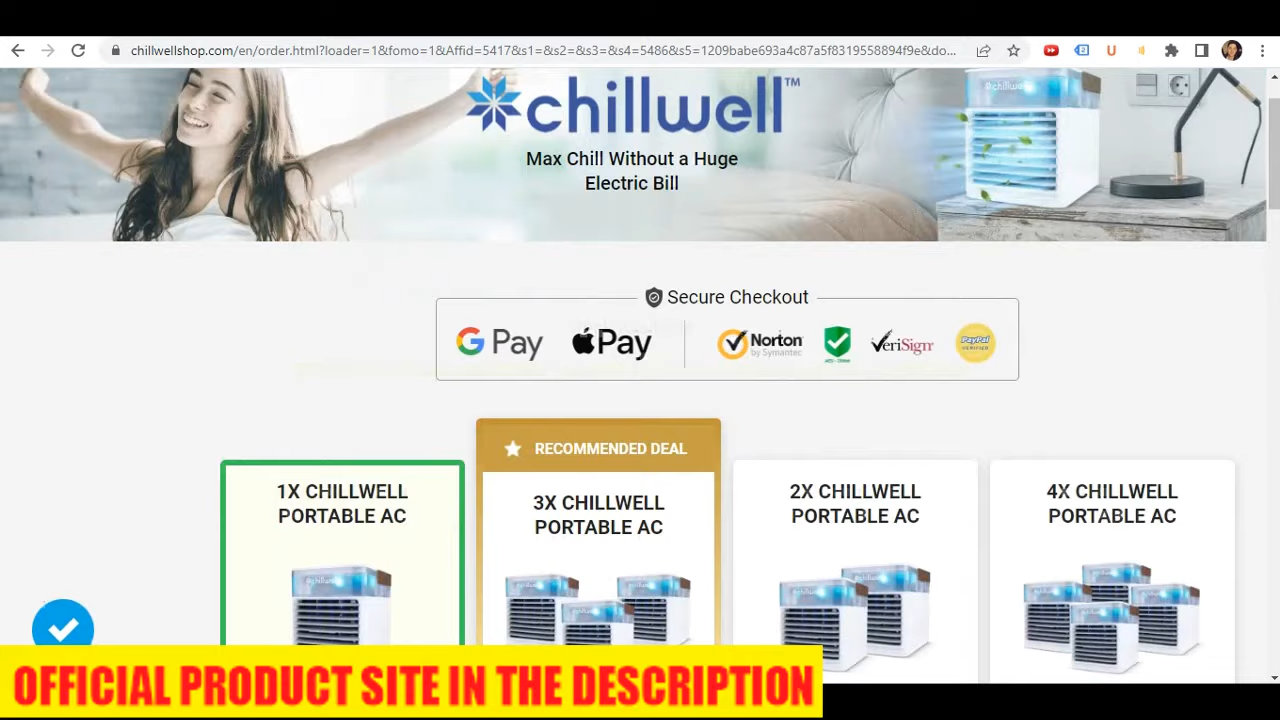 chillwellshop.com/en/order.html?loader=1&fomo=1&Affid=5417&s1=&s2=&s3=&s4=5486&s5=1209babe693a4c87a5f8319558894f9e&do...
chillwell™
Max Chill Without a Huge
Electric Bill
Secure Checkout
G Pay
Pay
Norton
by Symantec
VeriSign
PayPal
VERIFIED
RECOMMENDED DEAL
1X CHILLWELL
PORTABLE AC
3X CHILLWELL
PORTABLE AC
2X CHILLWELL
PORTABLE AC
4X CHILLWELL
PORTABLE AC
OFFICIAL PRODUCT SITE IN THE DESCRIPTION